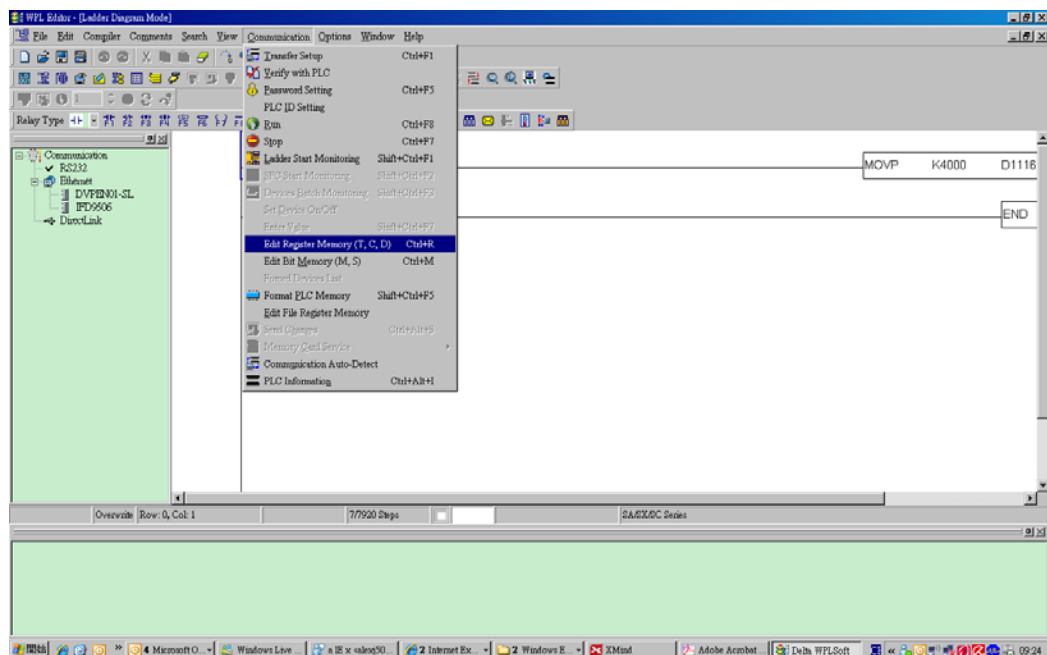 WPL Editor - [Ladder Diagram Mode]
File Edit Compiler Comments Search View Communication Options Window Help
Transfer Setup Ctrl+F1
Verify with PLC
Password Setting Ctrl+F5
PLC ID Setting
Run Ctrl+F8
Stop Ctrl+F7
Ladder Start Monitoring Shift+Ctrl+F1
SFC-Start Monitoring Shift+Ctrl+F2
Devices Batch Monitoring Shift+Ctrl+F3
Set Device On/Off
Enter Value Shift+Ctrl+F7
Edit Register Memory (T, C, D) Ctrl+R
Edit Bit Memory (M, S) Ctrl+M
Forced Devices List
Format PLC Memory Shift+Ctrl+F5
Edit File Register Memory
Send Changes Ctrl+Alt+S
Memory Card Service
Communication Auto-Detect
PLC Information Ctrl+Alt+I
Relay Type
Communication
RS232
Ethernet
DVPEN01-SL
IFD9506
DirectLink
MOVP K4000 D1116
END
Overwrite Row: 0, Col: 1 7/7920 Steps SA/SX/SC Series
開始 4 Microsoft O... Windows Live ... 2 Internet Ex... 2 Windows E... XMind Adobe Acrobat ... Delta WPLSoft 09:24